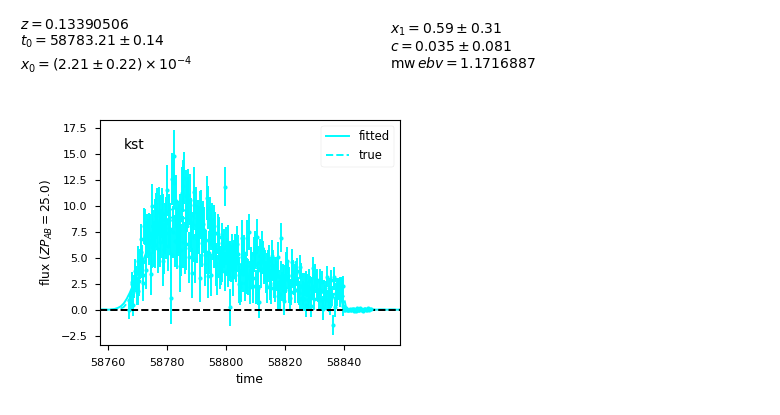 z = 0.13390506
t₀ = 58783.21 ± 0.14
x₀ = (2.21 ± 0.22) × 10⁻⁴
x₁ = 0.59 ± 0.31
c = 0.035 ± 0.081
mw ebv = 1.1716887
kst
fitted
true
17.5
15.0
12.5
10.0
7.5
5.0
2.5
0.0
−2.5
flux (ZP_AB = 25.0)
58760 58780 58800 58820 58840
time